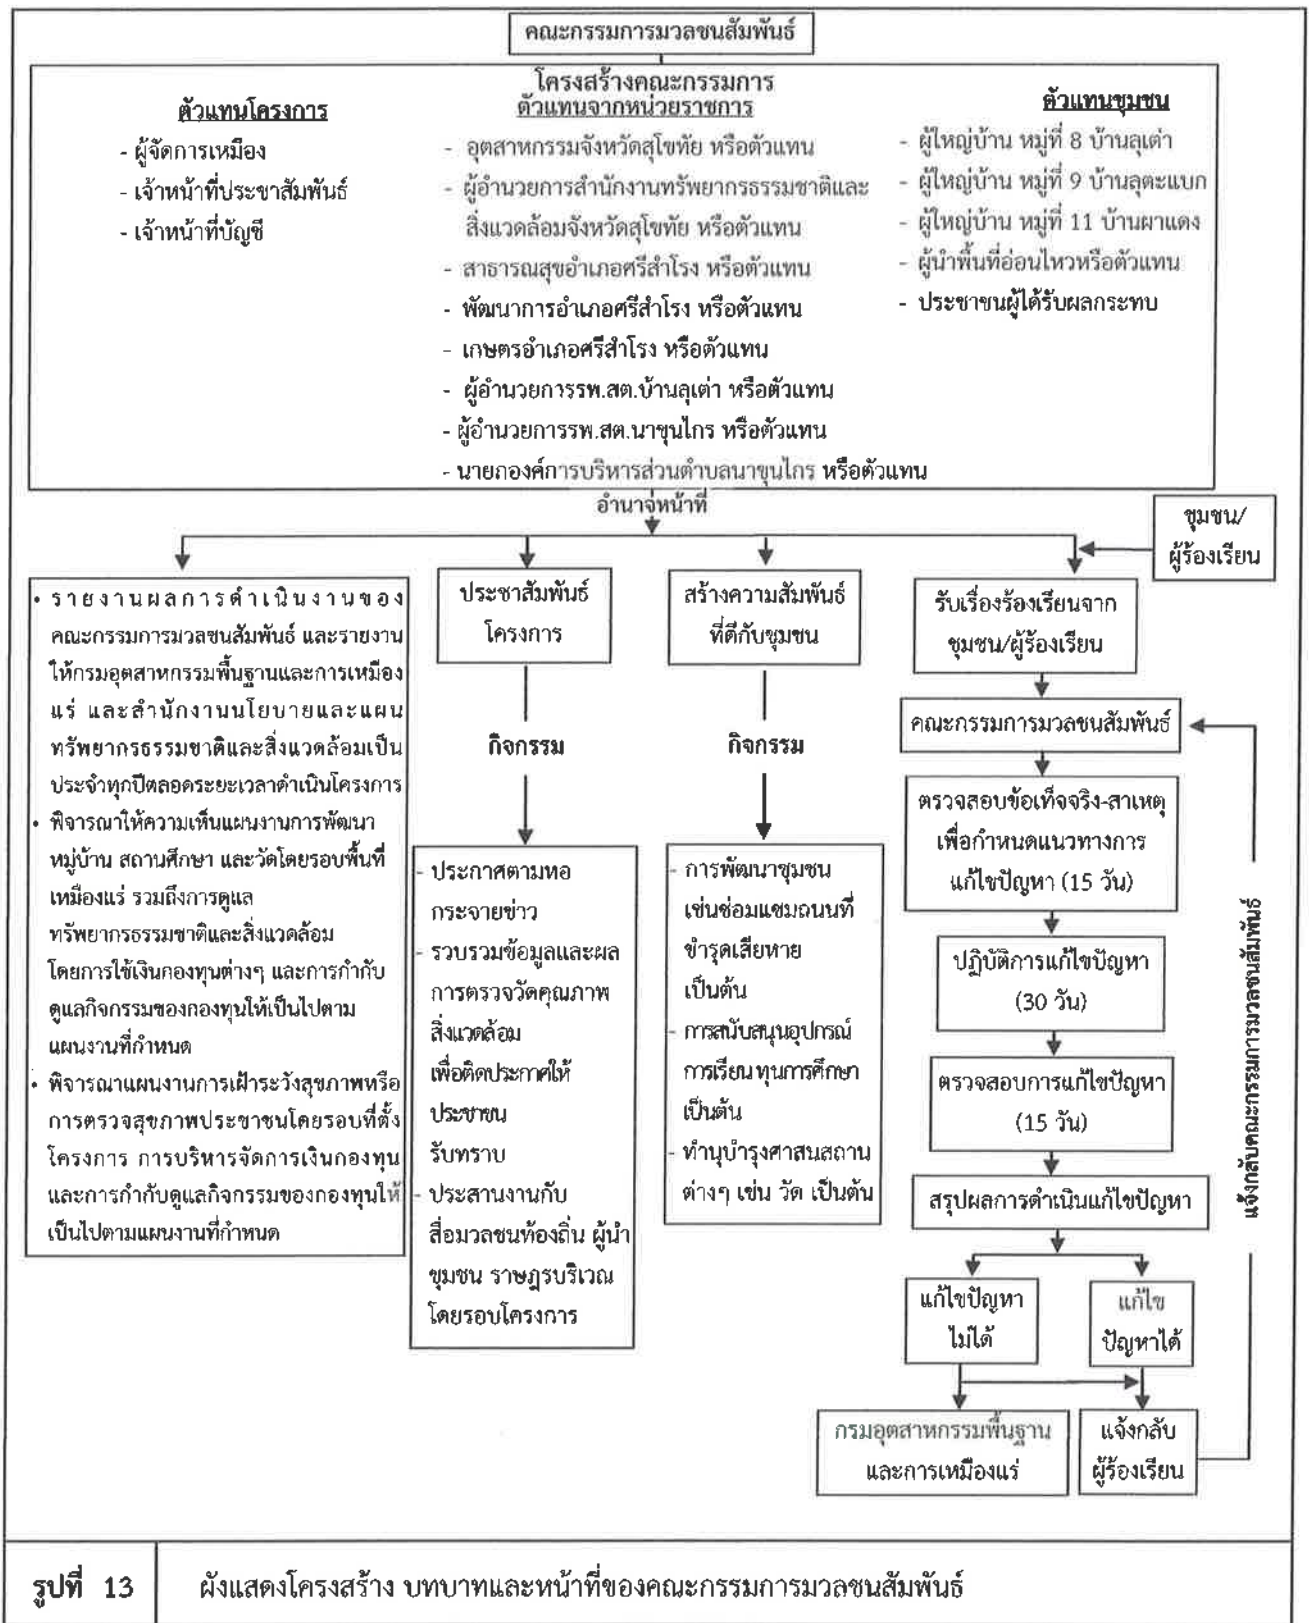 คณะกรรมการมวลชนสัมพันธ์
โครงสร้างคณะกรรมการ
ตัวแทนโครงการ
- ผู้จัดการเหมือง
- เจ้าหน้าที่ประชาสัมพันธ์
- เจ้าหน้าที่บัญชี
ตัวแทนจากหน่วยราชการ
- อุตสาหกรรมจังหวัดสุโขทัย หรือตัวแทน
- ผู้อำนวยการสำนักงานทรัพยากรธรรมชาติและ
สิ่งแวดล้อมจังหวัดสุโขทัย หรือตัวแทน
- สาธารณสุขอำเภอศรีสำโรง หรือตัวแทน
- พัฒนาการอำเภอศรีสำโรง หรือตัวแทน
- เกษตรอำเภอศรีสำโรง หรือตัวแทน
- ผู้อำนวยการรพ.สต.บ้านลุเต่า หรือตัวแทน
- ผู้อำนวยการรพ.สต.นาขุนไกร หรือตัวแทน
- นายกองค์การบริหารส่วนตำบลนาขุนไกร หรือตัวแทน
ตัวแทนชุมชน
- ผู้ใหญ่บ้าน หมู่ที่ 8 บ้านลุเต่า
- ผู้ใหญ่บ้าน หมู่ที่ 9 บ้านลุตะแบก
- ผู้ใหญ่บ้าน หมู่ที่ 11 บ้านผาแดง
- ผู้นำพื้นที่อ่อนไหวหรือตัวแทน
- ประชาชนผู้ได้รับผลกระทบ
อำนาจหน้าที่
ชุมชน/
ผู้ร้องเรียน
• รายงานผลการดำเนินงานของ
คณะกรรมการมวลชนสัมพันธ์ และรายงาน
ให้กรมอุตสาหกรรมพื้นฐานและการเหมือง
แร่ และสำนักงานนโยบายและแผน
ทรัพยากรธรรมชาติและสิ่งแวดล้อมเป็น
ประจำทุกปีตลอดระยะเวลาดำเนินโครงการ
• พิจารณาให้ความเห็นแผนงานการพัฒนา
หมู่บ้าน สถานศึกษา และวัดโดยรอบพื้นที่
เหมืองแร่ รวมถึงการดูแล
ทรัพยากรธรรมชาติและสิ่งแวดล้อม
โดยการใช้เงินกองทุนต่างๆ และการกำกับ
ดูแลกิจกรรมของกองทุนให้เป็นไปตาม
แผนงานที่กำหนด
• พิจารณาแผนงานการเฝ้าระวังสุขภาพหรือ
การตรวจสุขภาพประชาชนโดยรอบที่ตั้ง
โครงการ การบริหารจัดการเงินกองทุน
และการกำกับดูแลกิจกรรมของกองทุนให้
เป็นไปตามแผนงานที่กำหนด
ประชาสัมพันธ์
โครงการ
กิจกรรม
- ประกาศตามหอ
กระจายข่าว
- รวบรวมข้อมูลและผล
การตรวจวัดคุณภาพ
สิ่งแวดล้อม
เพื่อติดประกาศให้
ประชาชน
รับทราบ
- ประสานงานกับ
สื่อมวลชนท้องถิ่น ผู้นำ
ชุมชน ราษฎรบริเวณ
โดยรอบโครงการ
สร้างความสัมพันธ์
ที่ดีกับชุมชน
กิจกรรม
- การพัฒนาชุมชน
เช่นซ่อมแซมถนนที่
ชำรุดเสียหาย
เป็นต้น
- การสนับสนุนอุปกรณ์
การเรียน ทุนการศึกษา
เป็นต้น
- ทำนุบำรุงศาสนสถาน
ต่างๆ เช่น วัด เป็นต้น
รับเรื่องร้องเรียนจาก
ชุมชน/ผู้ร้องเรียน
คณะกรรมการมวลชนสัมพันธ์
ตรวจสอบข้อเท็จจริง-สาเหตุ
เพื่อกำหนดแนวทางการ
แก้ไขปัญหา (15 วัน)
ปฏิบัติการแก้ไขปัญหา
(30 วัน)
ตรวจสอบการแก้ไขปัญหา
(15 วัน)
สรุปผลการดำเนินแก้ไขปัญหา
แก้ไขปัญหา
ไม่ได้
แก้ไข
ปัญหาได้
กรมอุตสาหกรรมพื้นฐาน
และการเหมืองแร่
แจ้งกลับ
ผู้ร้องเรียน
แจ้งกลับคณะกรรมการมวลชนสัมพันธ์
รูปที่ 13
ผังแสดงโครงสร้าง บทบาทและหน้าที่ของคณะกรรมการมวลชนสัมพันธ์